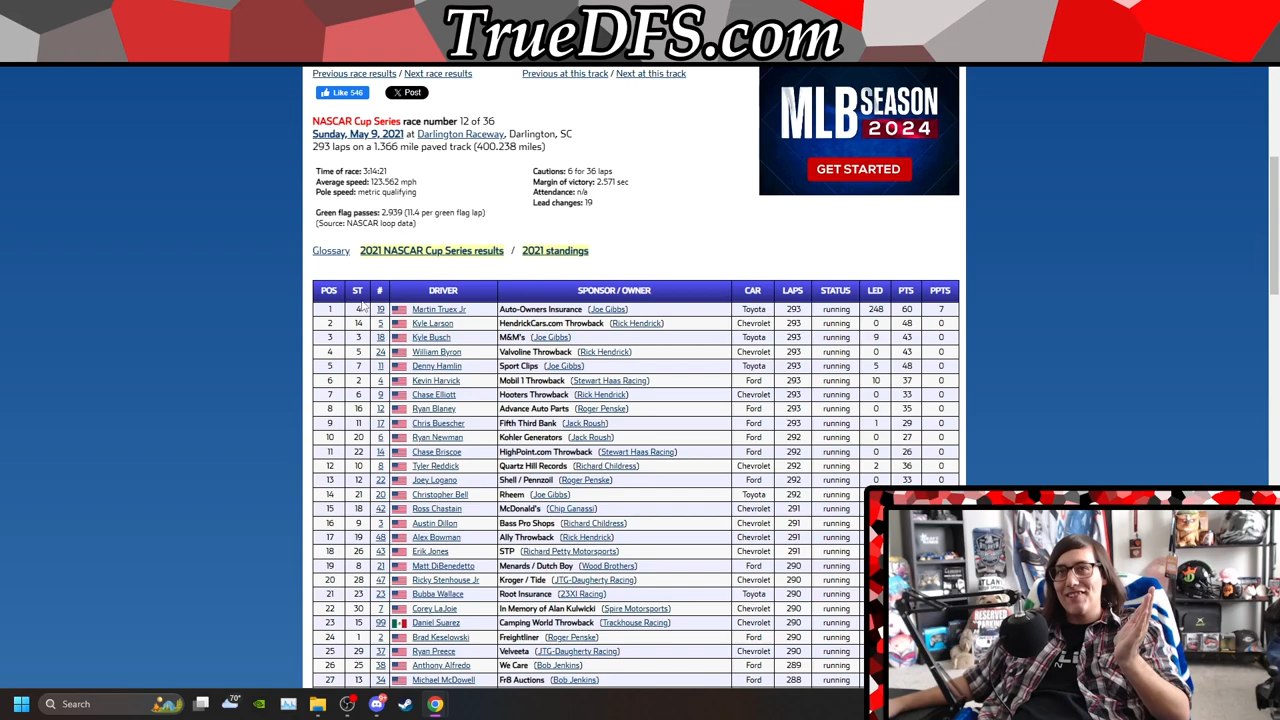 TrueDFS.com
Previous race results / Next race results Previous at this track / Next at this track
Like 546 X Post
MLB SEASON 2024
GET STARTED
NASCAR Cup Series race number 12 of 36
Sunday, May 9, 2021 at Darlington Raceway, Darlington, SC
293 laps on a 1.366 mile paved track (400.238 miles)
Time of race: 3:14:21 Cautions: 6 for 36 laps
Average speed: 123.562 mph Margin of victory: 2.571 sec
Pole speed: metric qualifying Attendance: n/a
Lead changes: 19
Green flag passes: 2,939 (11.4 per green flag lap)
(Source: NASCAR loop data)
Glossary 2021 NASCAR Cup Series results / 2021 standings
POS ST # DRIVER SPONSOR / OWNER CAR LAPS STATUS LED PTS PPTS
1 4 19 Martin Truex Jr Auto-Owners Insurance (Joe Gibbs) Toyota 293 running 248 60 7
2 14 5 Kyle Larson HendrickCars.com Throwback (Rick Hendrick) Chevrolet 293 running 0 48 0
3 3 18 Kyle Busch M&M's (Joe Gibbs) Toyota 293 running 9 43 0
4 5 24 William Byron Valvoline Throwback (Rick Hendrick) Chevrolet 293 running 0 43 0
5 7 11 Denny Hamlin Sport Clips (Joe Gibbs) Toyota 293 running 5 48 0
6 2 4 Kevin Harvick Mobil 1 Throwback (Stewart Haas Racing) Ford 293 running 10 37 0
7 6 9 Chase Elliott Hooters Throwback (Rick Hendrick) Chevrolet 293 running 0 33 0
8 16 12 Ryan Blaney Advance Auto Parts (Roger Penske) Ford 293 running 0 35 0
9 11 17 Chris Buescher Fifth Third Bank (Jack Roush) Ford 293 running 1 29 0
10 20 6 Ryan Newman Kohler Generators (Jack Roush) Ford 292 running 0 27 0
11 22 14 Chase Briscoe HighPoint.com Throwback (Stewart Haas Racing) Ford 292 running 0 26 0
12 10 8 Tyler Reddick Quartz Hill Records (Richard Childress) Chevrolet 292 running 2 36 0
13 12 22 Joey Logano Shell / Pennzoil (Roger Penske) Ford 292 running 0 33 0
14 21 20 Christopher Bell Rheem (Joe Gibbs) Toyota 292 running
15 18 42 Ross Chastain McDonald's (Chip Ganassi) Chevrolet 291 running
16 9 3 Austin Dillon Bass Pro Shops (Richard Childress) Chevrolet 291 running
17 19 48 Alex Bowman Ally Throwback (Rick Hendrick) Chevrolet 291 running
18 26 43 Erik Jones STP (Richard Petty Motorsports) Chevrolet 291 running
19 8 21 Matt DiBenedetto Menards / Dutch Boy (Wood Brothers) Ford 290 running
20 28 47 Ricky Stenhouse Jr Kroger / Tide (JTG-Daugherty Racing) Chevrolet 290 running
21 23 23 Bubba Wallace Root Insurance (23XI Racing) Toyota 290 running
22 30 7 Corey LaJoie In Memory of Alan Kulwicki (Spire Motorsports) Chevrolet 290 running
23 15 99 Daniel Suarez Camping World Throwback (Trackhouse Racing) Chevrolet 290 running
24 1 2 Brad Keselowski Freightliner (Roger Penske) Ford 290 running
25 29 37 Ryan Preece Velveeta (JTG-Daugherty Racing) Chevrolet 290 running
26 25 38 Anthony Alfredo We Care (Bob Jenkins) Ford 289 running
27 13 34 Michael McDowell Fr8 Auctions (Bob Jenkins) Ford 288 running
RESERVED PARKING
Search
70°